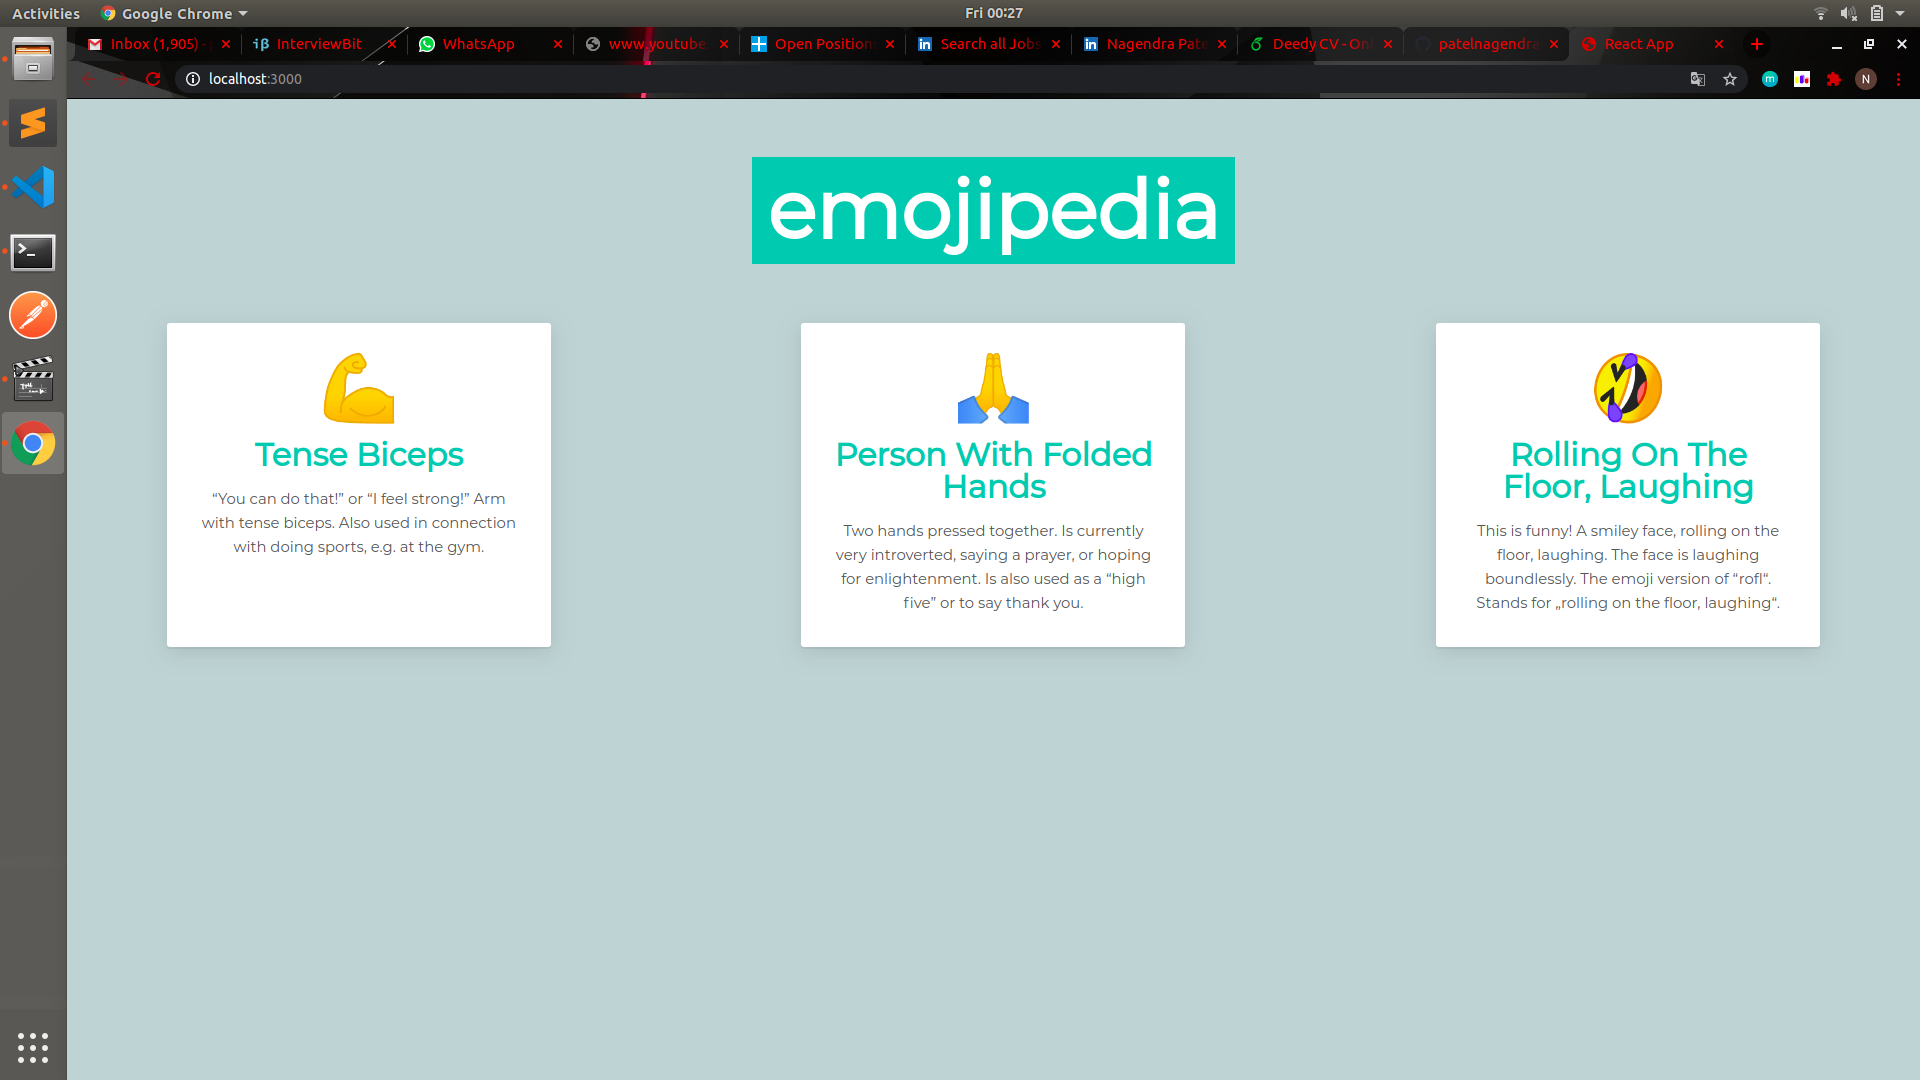 Activities Google Chrome Fri 00:27
Inbox (1,905) - InterviewBit WhatsApp www.youtube. Open Position Search all Jobs Nagendra Pate Deedy CV - Onl patelnagendra React App
localhost:3000 N
emojipedia
Tense Biceps
“You can do that!” or “I feel strong!” Arm
with tense biceps. Also used in connection
with doing sports, e.g. at the gym.
Person With Folded
Hands
Two hands pressed together. Is currently
very introverted, saying a prayer, or hoping
for enlightenment. Is also used as a “high
five” or to say thank you.
Rolling On The
Floor, Laughing
This is funny! A smiley face, rolling on the
floor, laughing. The face is laughing
boundlessly. The emoji version of “rofl“.
Stands for „rolling on the floor, laughing“.